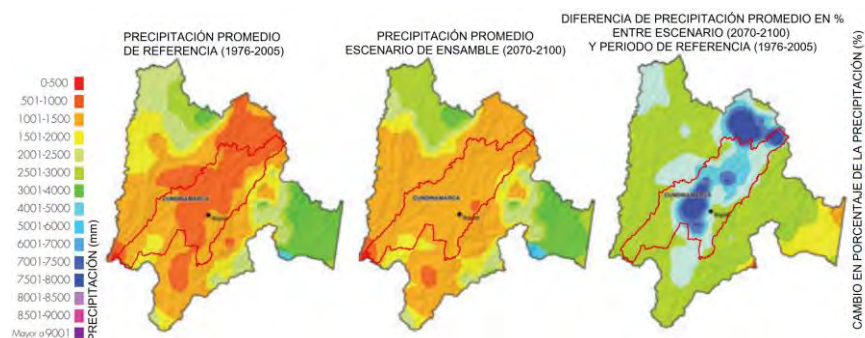 PRECIPITACIÓN PROMEDIO
DE REFERENCIA (1976-2005)
PRECIPITACIÓN PROMEDIO
ESCENARIO DE ENSAMBLE (2070-2100)
DIFERENCIA DE PRECIPITACIÓN PROMEDIO EN %
ENTRE ESCENARIO (2070-2100)
Y PERIODO DE REFERENCIA (1976-2005)
0-500
501-1000
1001-1500
1501-2000
2001-2500
2501-3000
3001-4000
4001-5000
5001-6000
6001-7000
7001-7500
7501-8000
8001-8500
8501-9000
Mayor a 9001
PRECIPITACIÓN (mm)
CUNDINAMARCA
Bogotá
CUNDINAMARCA
Bogotá
CUNDINAMARCA
Bogotá
CAMBIO EN PORCENTAJE DE LA PRECIPITACIÓN (%)